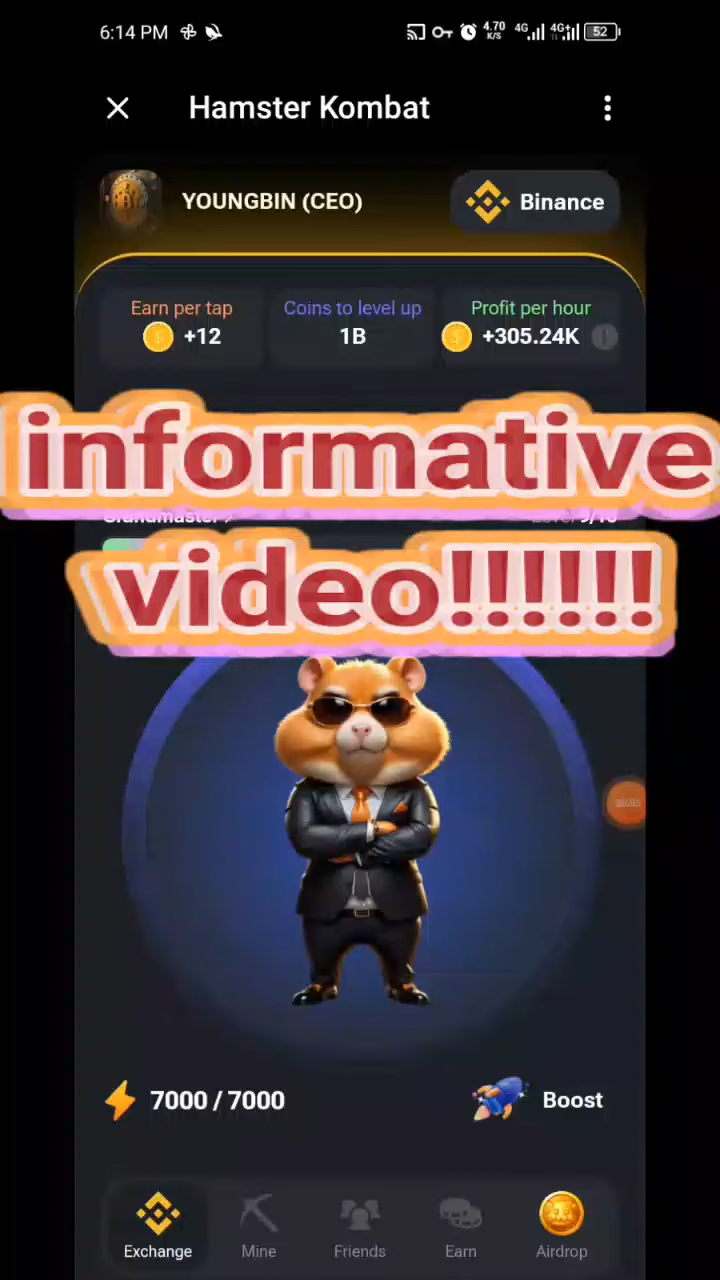 6:14 PM 4.70 K/S 4G 4G+ 52
Hamster Kombat
YOUNGBIN (CEO) Binance
Earn per tap Coins to level up Profit per hour
+12 1B +305.24K
informative
video!!!!!!
7000 / 7000 Boost
Exchange Mine Friends Earn Airdrop